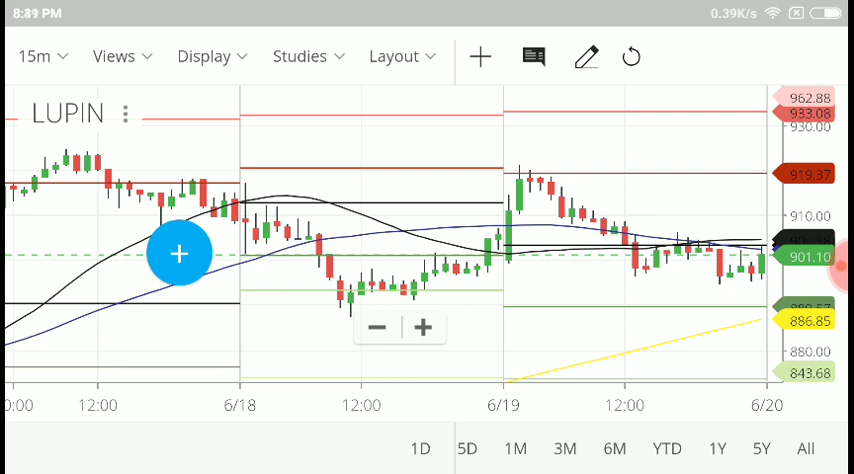 8:39 PM 0.39K/s
15m Views Display Studies Layout
LUPIN
962.88
933.08
930.00
919.37
910.00
901.10
886.85
880.00
843.68
0:00 12:00 6/18 12:00 6/19 12:00 6/20
1D 5D 1M 3M 6M YTD 1Y 5Y All